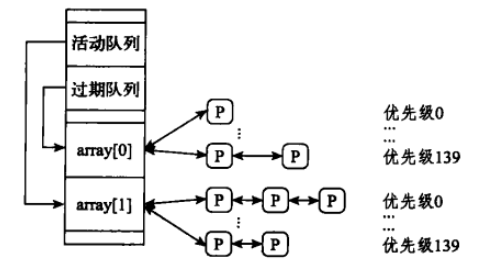 活动队列
过期队列
P
优先级0
⋮
...
array[0]
P P
...
优先级139
array[1]
P P P
优先级0
⋮
...
...
P P
优先级139